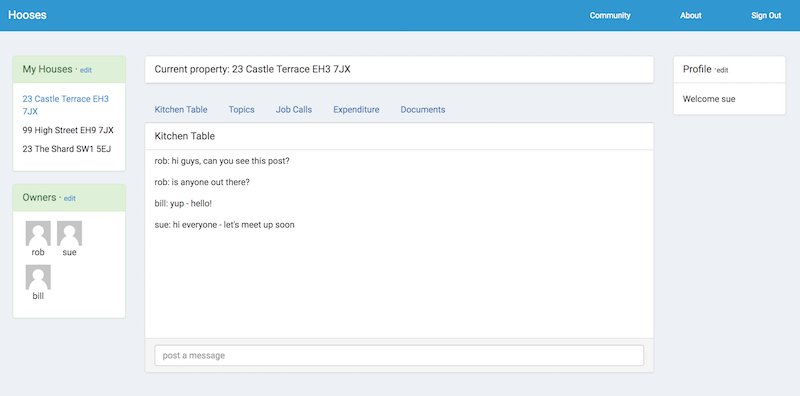 Hooses
Community
About
Sign Out
My Houses · edit
23 Castle Terrace EH3
7JX
99 High Street EH9 7JX
23 The Shard SW1 5EJ
Owners · edit
rob
sue
bill
Current property: 23 Castle Terrace EH3 7JX
Kitchen Table
Topics
Job Calls
Expenditure
Documents
Kitchen Table
rob: hi guys, can you see this post?
rob: is anyone out there?
bill: yup - hello!
sue: hi everyone - let's meet up soon
post a message
Profile ·edit
Welcome sue